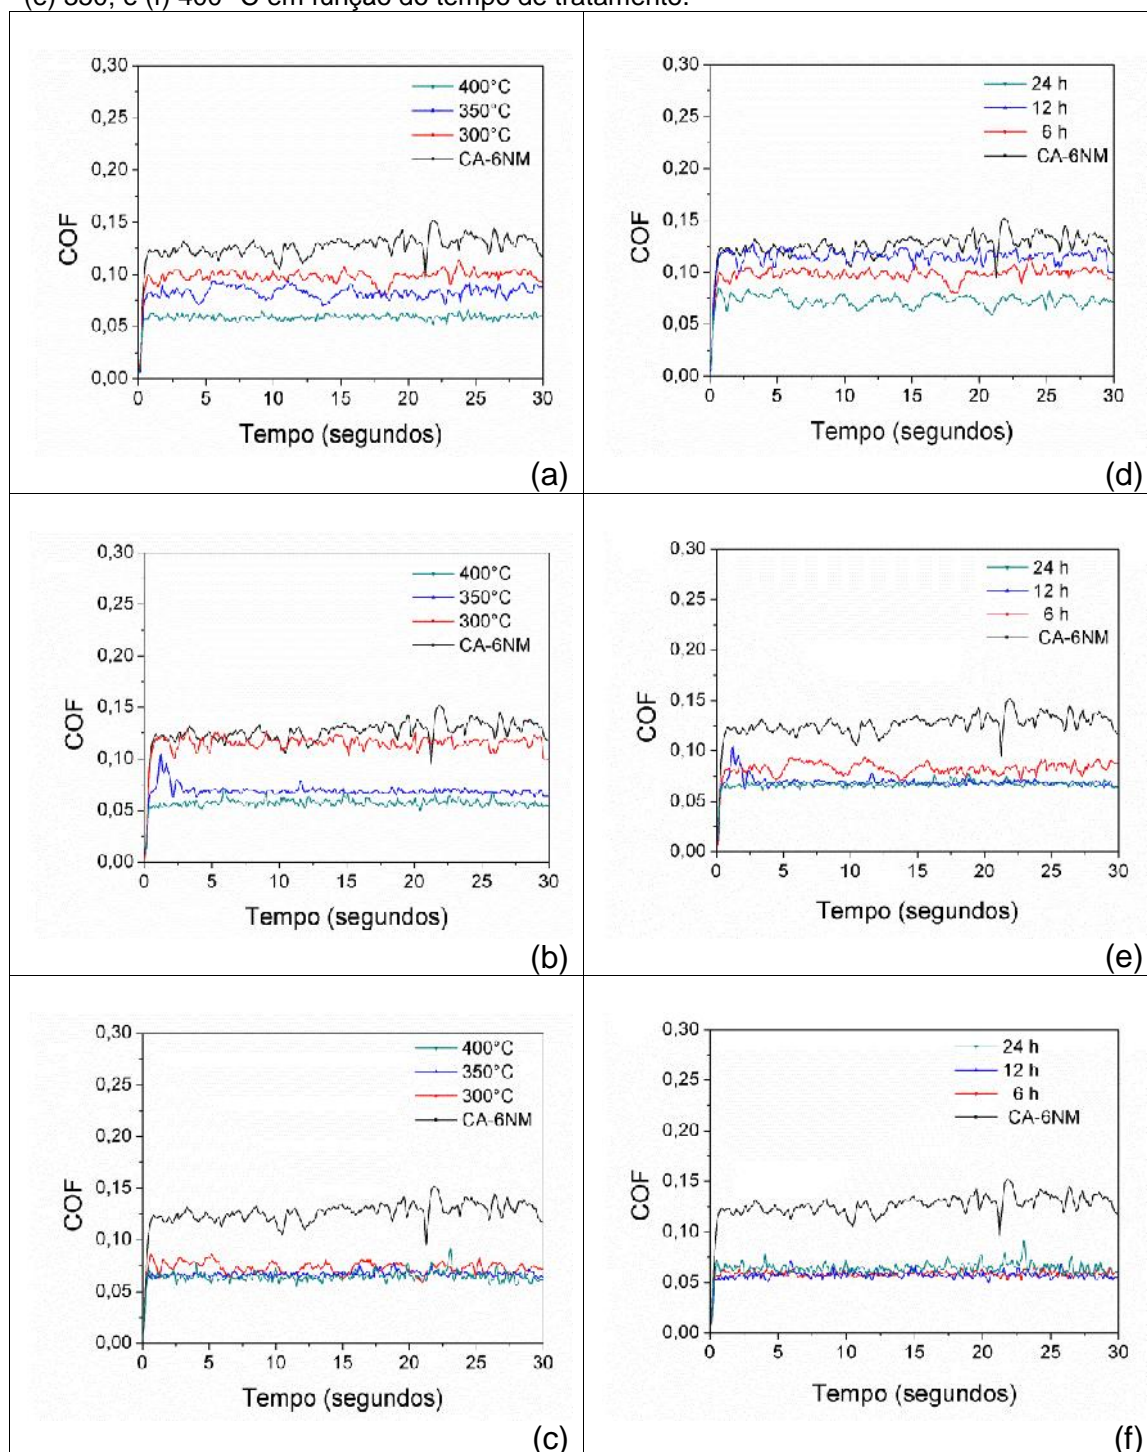 (e) 350; e (f) 400 °C em função do tempo de tratamento.
0,30
0,25
0,20
0,15
0,10
0,05
0,00
COF
400°C
350°C
300°C
CA-6NM
0 5 10 15 20 25 30
Tempo (segundos)
(a)
0,30
0,25
0,20
0,15
0,10
0,05
0,00
COF
24 h
12 h
6 h
CA-6NM
0 5 10 15 20 25 30
Tempo (segundos)
(d)
0,30
0,25
0,20
0,15
0,10
0,05
0,00
COF
400°C
350°C
300°C
CA-6NM
0 5 10 15 20 25 30
Tempo (segundos)
(b)
0,30
0,25
0,20
0,15
0,10
0,05
0,00
COF
24 h
12 h
6 h
CA-6NM
0 5 10 15 20 25 30
Tempo (segundos)
(e)
0,30
0,25
0,20
0,15
0,10
0,05
0,00
COF
400°C
350°C
300°C
CA-6NM
0 5 10 15 20 25 30
Tempo (segundos)
(c)
0,30
0,25
0,20
0,15
0,10
0,05
0,00
COF
24 h
12 h
6 h
CA-6NM
0 5 10 15 20 25 30
Tempo (segundos)
(f)